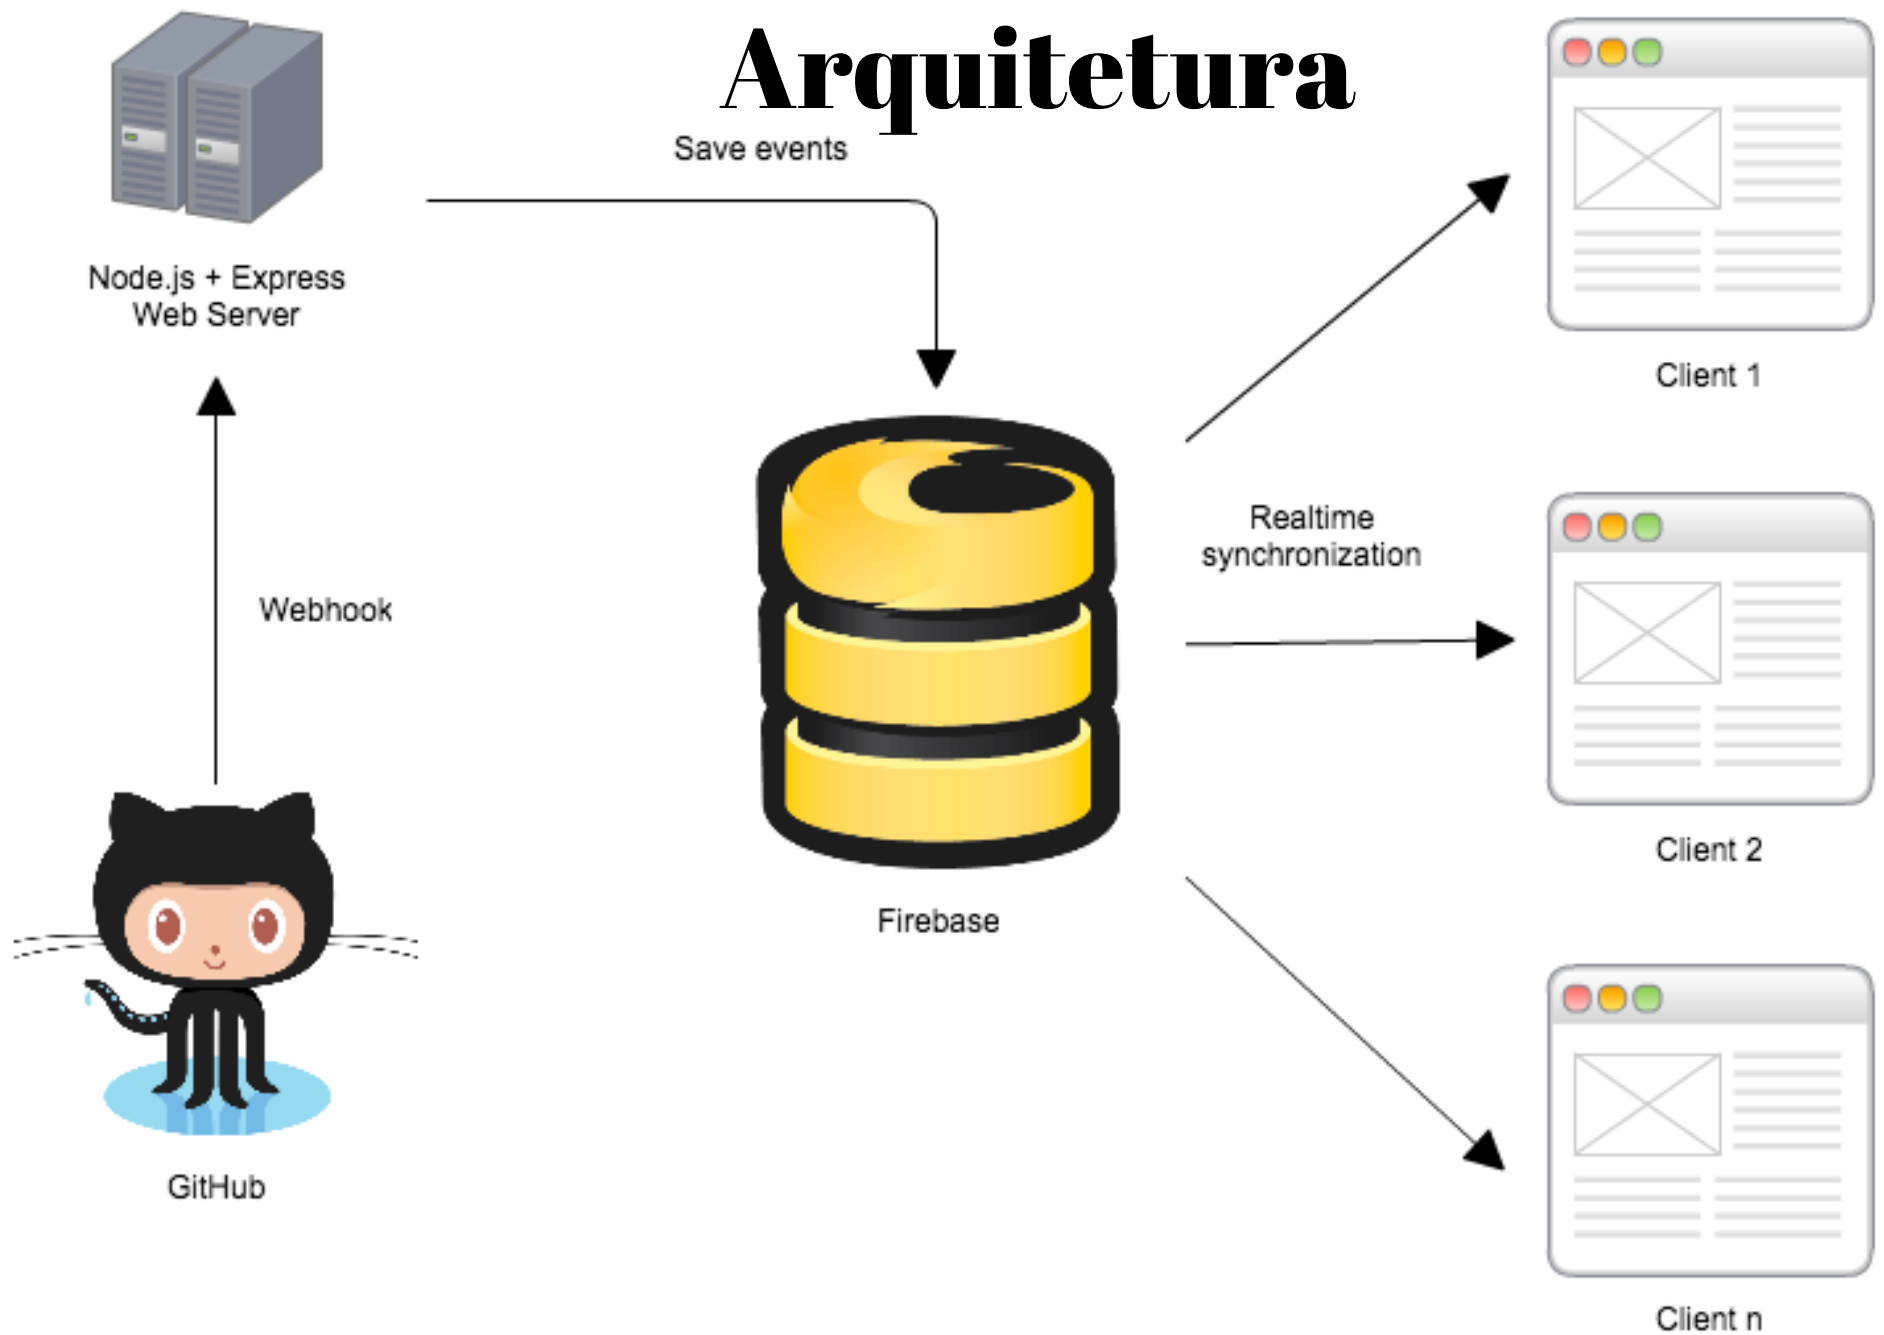 Arquitetura
Save events
Node.js + Express
Web Server
Webhook
GitHub
Firebase
Realtime
synchronization
Client 1
Client 2
Client n